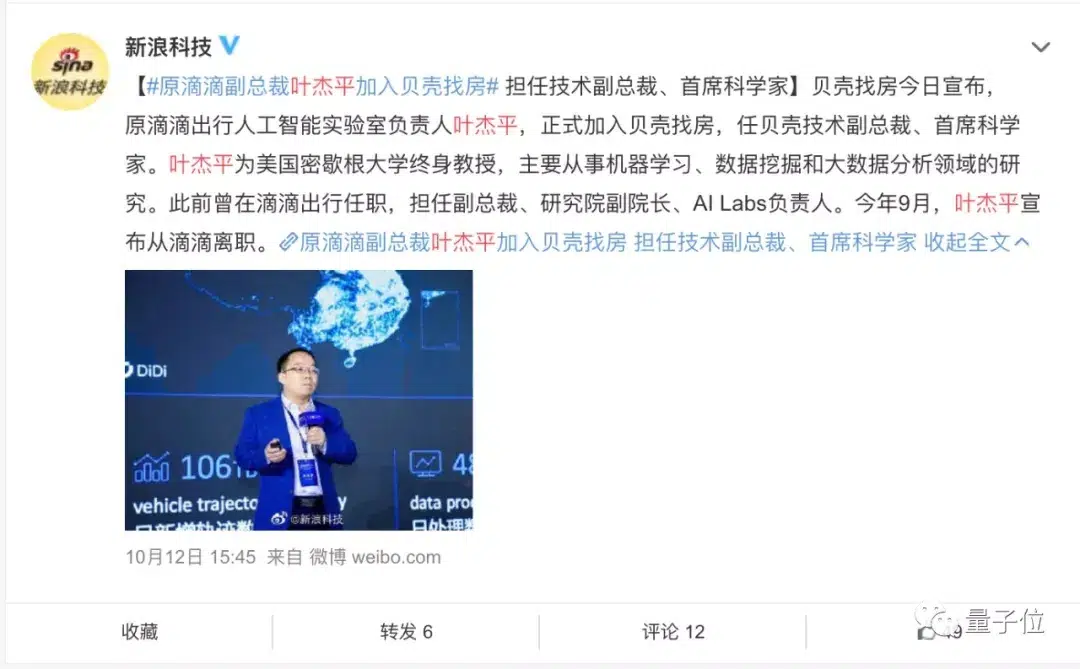 新浪科技
sina
新浪科技
【#原滴滴副总裁叶杰平加入贝壳找房# 担任技术副总裁、首席科学家】贝壳找房今日宣布，
原滴滴出行人工智能实验室负责人叶杰平，正式加入贝壳找房，任贝壳技术副总裁、首席科学
家。叶杰平为美国密歇根大学终身教授，主要从事机器学习、数据挖掘和大数据分析领域的研
究。此前曾在滴滴出行任职，担任副总裁、研究院副院长、AI Labs负责人。今年9月，叶杰平宣
布从滴滴离职。原滴滴副总裁叶杰平加入贝壳找房 担任技术副总裁、首席科学家 收起全文
DiDi
106
48
vehicle trajecto
y
data proc
日新增轨迹数
日处理数
@新浪科技
10月12日 15:45 来自 微博 weibo.com
收藏
转发 6
评论 12
量子位